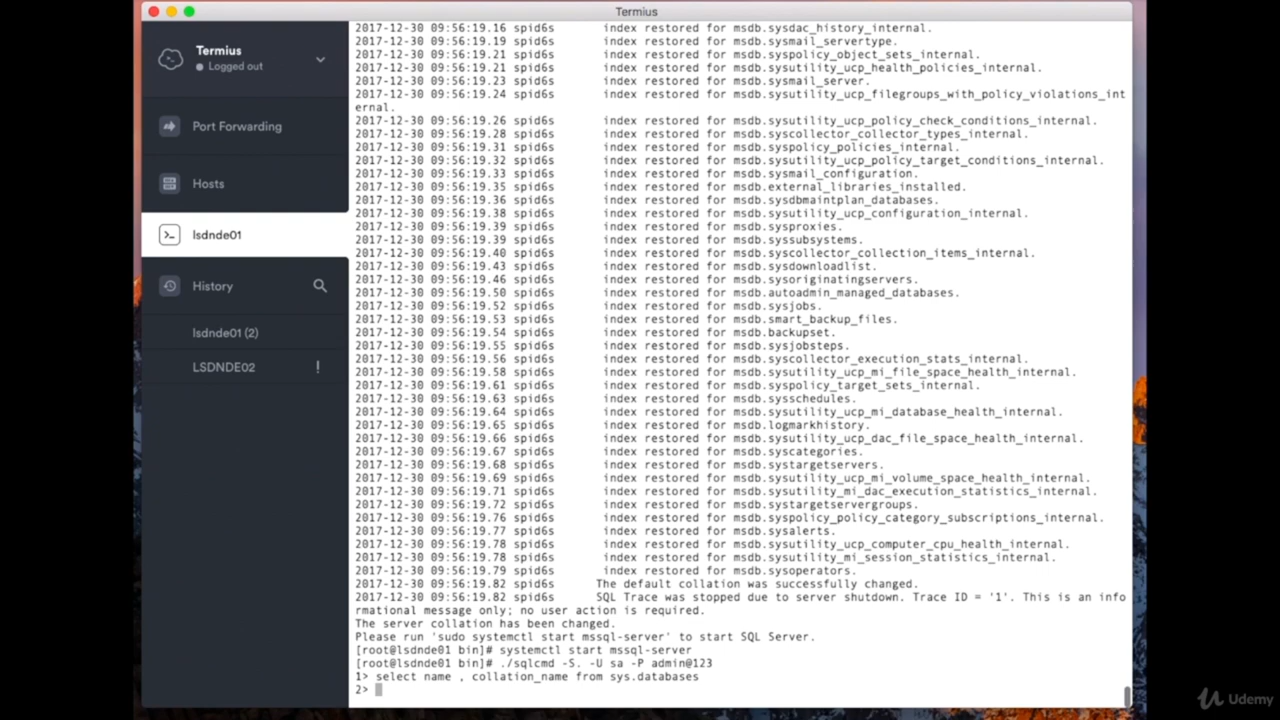 Termius
Termius
Logged out
Port Forwarding
Hosts
lsdnde01
History
lsdnde01 (2)
LSDNDE02 !
2017-12-30 09:56:19.16 spid6s index restored for msdb.sysdac_history_internal.
2017-12-30 09:56:19.19 spid6s index restored for msdb.sysmail_servertype.
2017-12-30 09:56:19.21 spid6s index restored for msdb.syspolicy_object_sets_internal.
2017-12-30 09:56:19.21 spid6s index restored for msdb.sysutility_ucp_health_policies_internal.
2017-12-30 09:56:19.23 spid6s index restored for msdb.sysmail_server.
2017-12-30 09:56:19.24 spid6s index restored for msdb.sysutility_ucp_filegroups_with_policy_violations_int
ernal.
2017-12-30 09:56:19.26 spid6s index restored for msdb.sysutility_ucp_policy_check_conditions_internal.
2017-12-30 09:56:19.28 spid6s index restored for msdb.syscollector_collector_types_internal.
2017-12-30 09:56:19.31 spid6s index restored for msdb.syspolicy_policies_internal.
2017-12-30 09:56:19.32 spid6s index restored for msdb.sysutility_ucp_policy_target_conditions_internal.
2017-12-30 09:56:19.33 spid6s index restored for msdb.sysmail_configuration.
2017-12-30 09:56:19.35 spid6s index restored for msdb.external_libraries_installed.
2017-12-30 09:56:19.36 spid6s index restored for msdb.sysdbmaintplan_databases.
2017-12-30 09:56:19.38 spid6s index restored for msdb.sysutility_ucp_configuration_internal.
2017-12-30 09:56:19.39 spid6s index restored for msdb.sysproxies.
2017-12-30 09:56:19.39 spid6s index restored for msdb.syssubsystems.
2017-12-30 09:56:19.40 spid6s index restored for msdb.syscollector_collection_items_internal.
2017-12-30 09:56:19.43 spid6s index restored for msdb.sysdownloadlist.
2017-12-30 09:56:19.46 spid6s index restored for msdb.sysoriginatingservers.
2017-12-30 09:56:19.50 spid6s index restored for msdb.autoadmin_managed_databases.
2017-12-30 09:56:19.52 spid6s index restored for msdb.sysjobs.
2017-12-30 09:56:19.53 spid6s index restored for msdb.smart_backup_files.
2017-12-30 09:56:19.54 spid6s index restored for msdb.backupset.
2017-12-30 09:56:19.55 spid6s index restored for msdb.sysjobsteps.
2017-12-30 09:56:19.56 spid6s index restored for msdb.syscollector_execution_stats_internal.
2017-12-30 09:56:19.58 spid6s index restored for msdb.sysutility_ucp_mi_file_space_health_internal.
2017-12-30 09:56:19.61 spid6s index restored for msdb.syspolicy_target_sets_internal.
2017-12-30 09:56:19.63 spid6s index restored for msdb.sysschedules.
2017-12-30 09:56:19.64 spid6s index restored for msdb.sysutility_ucp_mi_database_health_internal.
2017-12-30 09:56:19.65 spid6s index restored for msdb.logmarkhistory.
2017-12-30 09:56:19.66 spid6s index restored for msdb.sysutility_ucp_dac_file_space_health_internal.
2017-12-30 09:56:19.67 spid6s index restored for msdb.syscategories.
2017-12-30 09:56:19.68 spid6s index restored for msdb.systargetservers.
2017-12-30 09:56:19.69 spid6s index restored for msdb.sysutility_ucp_mi_volume_space_health_internal.
2017-12-30 09:56:19.71 spid6s index restored for msdb.sysutility_mi_dac_execution_statistics_internal.
2017-12-30 09:56:19.72 spid6s index restored for msdb.systargetservergroups.
2017-12-30 09:56:19.76 spid6s index restored for msdb.syspolicy_policy_category_subscriptions_internal.
2017-12-30 09:56:19.77 spid6s index restored for msdb.sysalerts.
2017-12-30 09:56:19.78 spid6s index restored for msdb.sysutility_ucp_computer_cpu_health_internal.
2017-12-30 09:56:19.78 spid6s index restored for msdb.sysutility_mi_session_statistics_internal.
2017-12-30 09:56:19.79 spid6s index restored for msdb.sysoperators.
2017-12-30 09:56:19.82 spid6s The default collation was successfully changed.
2017-12-30 09:56:19.82 spid6s SQL Trace was stopped due to server shutdown. Trace ID = '1'. This is an info
rmational message only; no user action is required.
The server collation has been changed.
Please run 'sudo systemctl start mssql-server' to start SQL Server.
[root@lsdnde01 bin]# systemctl start mssql-server
[root@lsdnde01 bin]# ./sqlcmd -S. -U sa -P admin@123
1> select name , collation_name from sys.databases
2>
Udemy